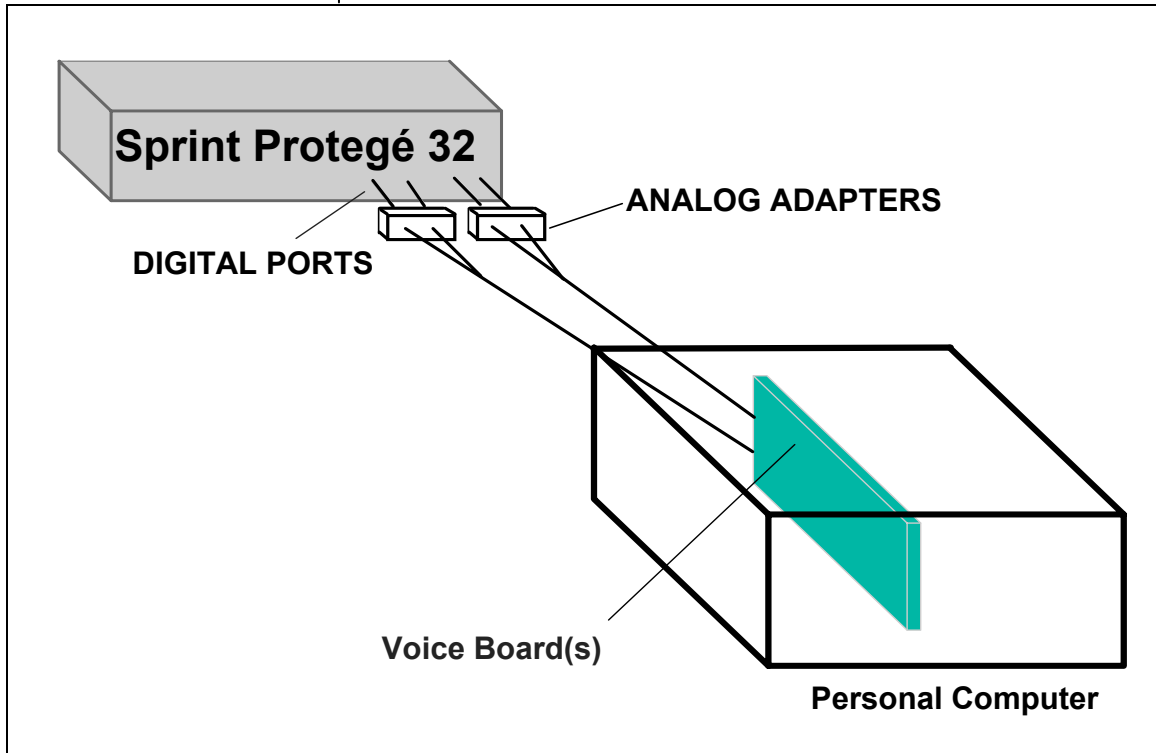 Sprint Protegé 32
ANALOG ADAPTERS
DIGITAL PORTS
Voice Board(s)
Personal Computer